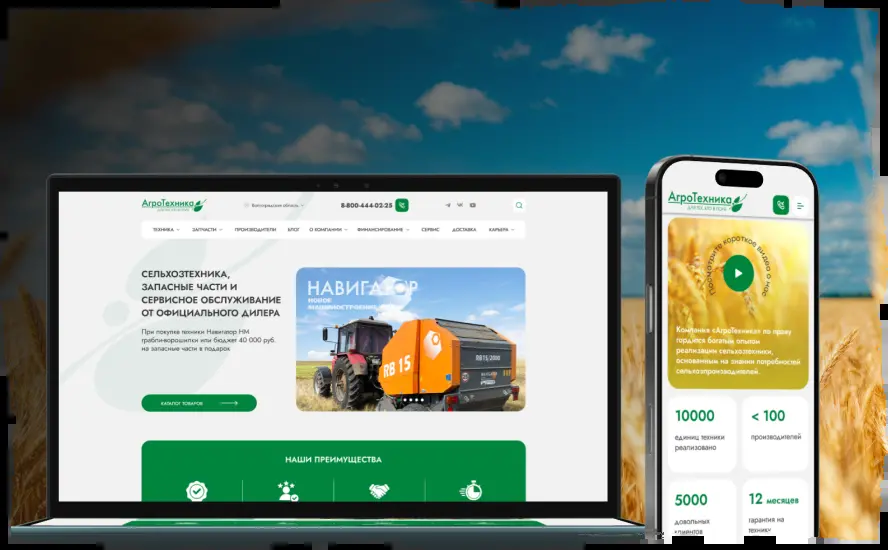 АгроТехника
Волгоградская область
8-800-444-02-25
ТЕХНИКА
ЗАПЧАСТИ
ПРОИЗВОДИТЕЛИ
БЛОГ
О КОМПАНИИ
ФИНАНСИРОВАНИЕ
СЕРВИС
ДОСТАВКА
КАРЬЕРА
СЕЛЬХОЗТЕХНИКА,
ЗАПАСНЫЕ ЧАСТИ И
СЕРВИСНОЕ ОБСЛУЖИВАНИЕ
ОТ ОФИЦИАЛЬНОГО ДИЛЕРА
При покупке техники Навигатор НМ
грабли-ворошилки или бюджет 40 000 руб.
на запасные части в подарок
КАТАЛОГ ТОВАРОВ
НАВИГАТОР
НОВОЕ
МАШИНОСТРОЕНИЕ
RB 15
RB15/2000
НАШИ ПРЕИМУЩЕСТВА
АгроТехника
Посмотрите короткое видео о нас
Компания «АгроТехника» по праву
гордится богатым опытом
реализации сельхозтехники,
основанным на знании потребностей
сельхозпроизводителей.
10000
единиц техники
реализовано
< 100
производителей
5000
довольных
клиентов
12 месяцев
гарантия на
технику